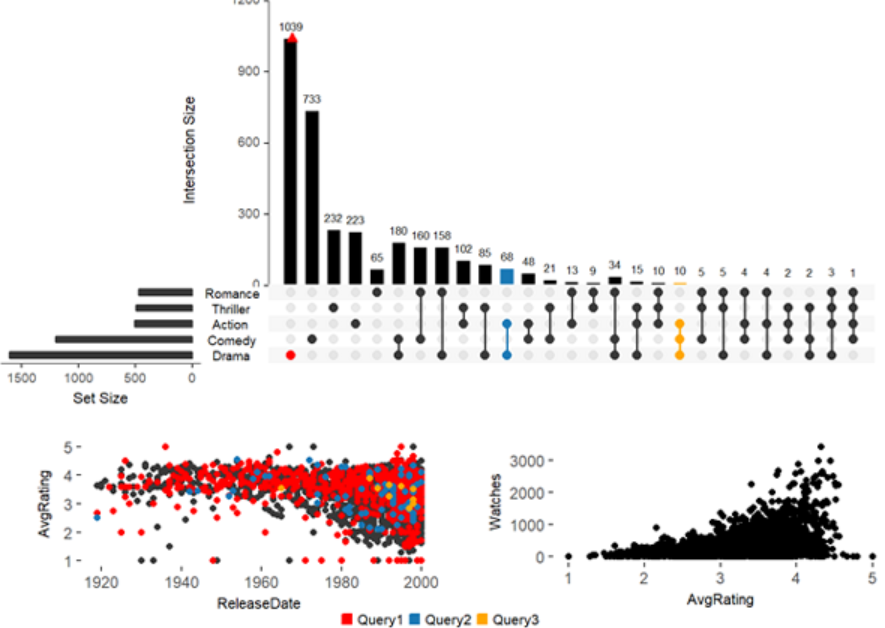 1200
1039
900
733
600
Intersection Size
300
232 223 65 180 160 158 102 85 68 48 21 13 9 34 15 10 10 5 5 4 4 2 2 3 1
0
Romance
Thriller
Action
Comedy
Drama
1500 1000 500 0
Set Size
5
4
3
2
1
AvgRating
1920 1940 1960 1980 2000
ReleaseDate
3000
2000
1000
0
Watches
1 2 3 4 5
AvgRating
Query1 Query2 Query3